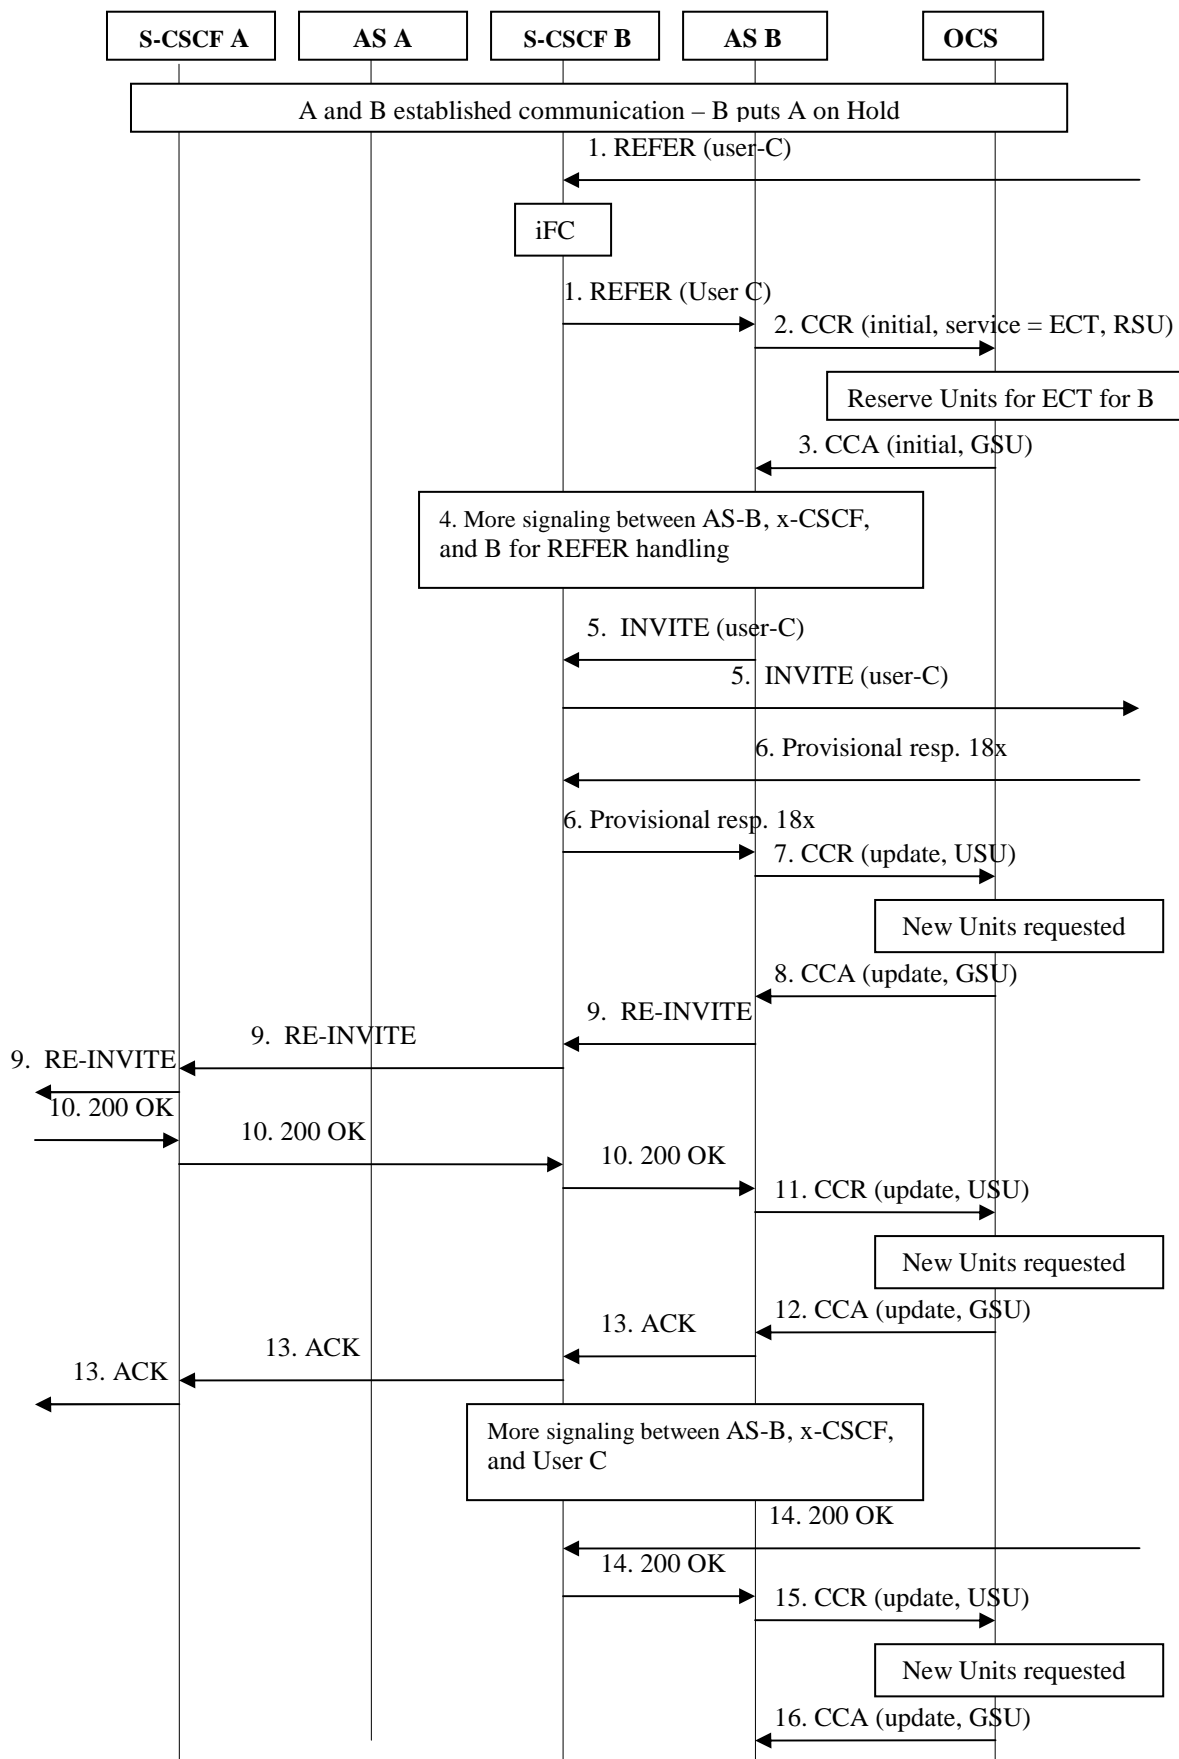 S-CSCF A
AS A
S-CSCF B
AS B
OCS
A and B established communication – B puts A on Hold
1. REFER (user-C)
iFC
1. REFER (User C)
2. CCR (initial, service = ECT, RSU)
Reserve Units for ECT for B
3. CCA (initial, GSU)
4. More signaling between AS-B, x-CSCF,
and B for REFER handling
5. INVITE (user-C)
5. INVITE (user-C)
6. Provisional resp. 18x
6. Provisional resp. 18x
7. CCR (update, USU)
New Units requested
8. CCA (update, GSU)
9. RE-INVITE
9. RE-INVITE
9. RE-INVITE
10. 200 OK
10. 200 OK
10. 200 OK
11. CCR (update, USU)
New Units requested
12. CCA (update, GSU)
13. ACK
13. ACK
13. ACK
More signaling between AS-B, x-CSCF,
and User C
14. 200 OK
14. 200 OK
15. CCR (update, USU)
New Units requested
16. CCA (update, GSU)